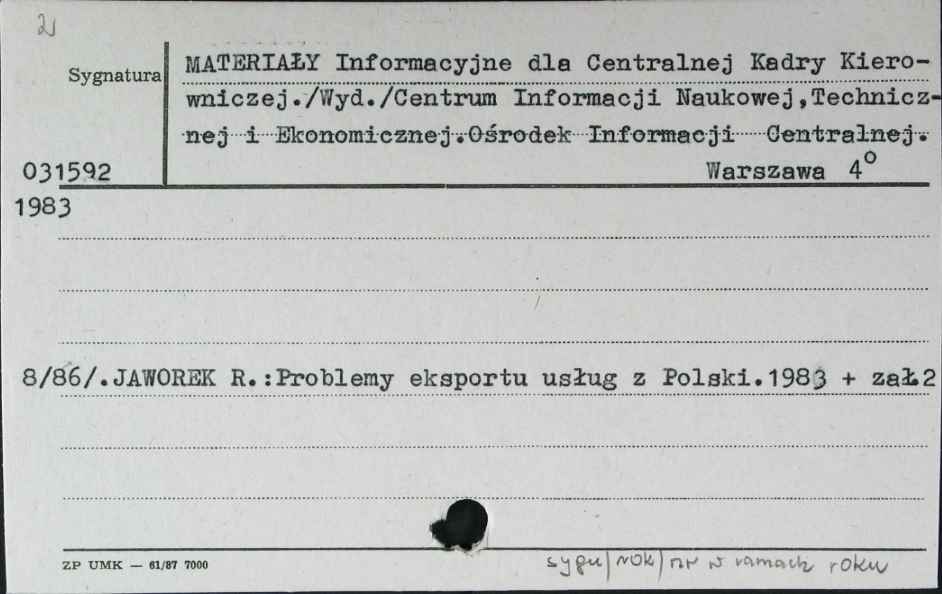 2
Sygnatura
MATERIAŁY Informacyjne dla Centralnej Kadry Kiero-
wniczej./Wyd./Centrum Informacji Naukowej,Technicz-
nej i Ekonomicznej.Ośrodek Informacji Centralnej.
031592 Warszawa 4°
1983
8/86/.JAWOREK R.:Problemy eksportu usług z Polski.1983 + zał.2
ZP UMK — 61/87 7000
sygn/rok/nr w ramach roku